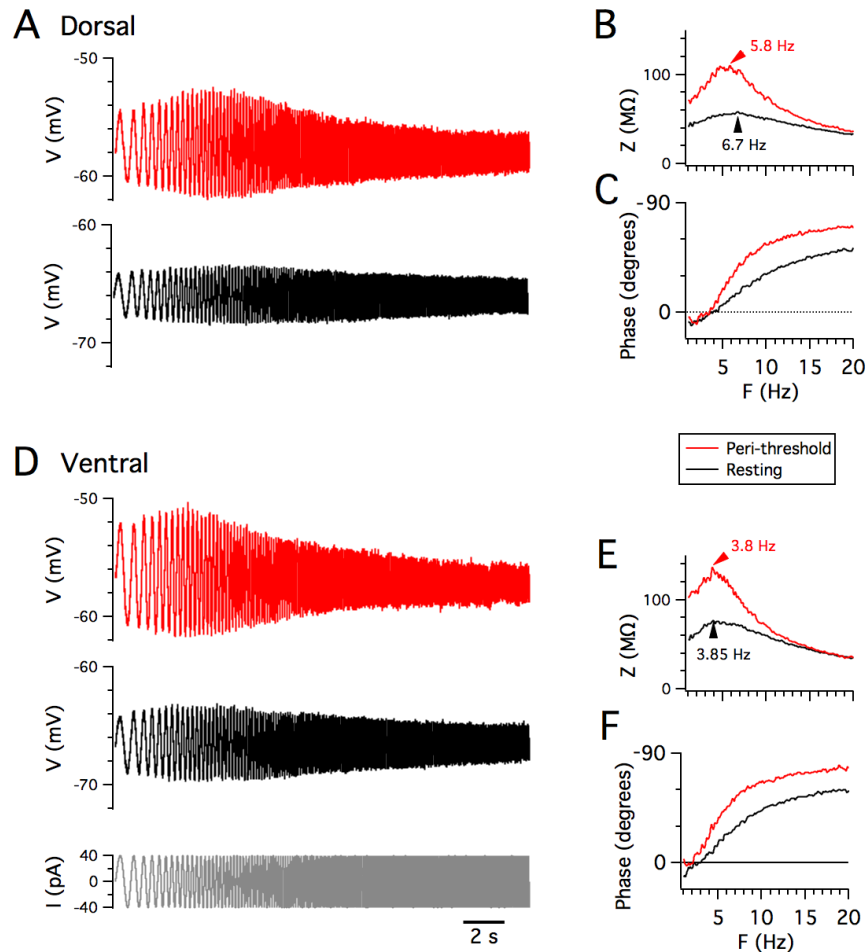 A Dorsal
-50
V (mV)
-60
-60
V (mV)
-70
B
5.8 Hz
100
Z (MΩ)
6.7 Hz
0
C
-90
Phase (degrees)
0
5 10 15 20
F (Hz)
Peri-threshold
Resting
D Ventral
-50
V (mV)
-60
-60
V (mV)
-70
40
I (pA)
0
-40
2 s
E
3.8 Hz
100
Z (MΩ)
3.85 Hz
0
F
-90
Phase (degrees)
0
5 10 15 20
F (Hz)